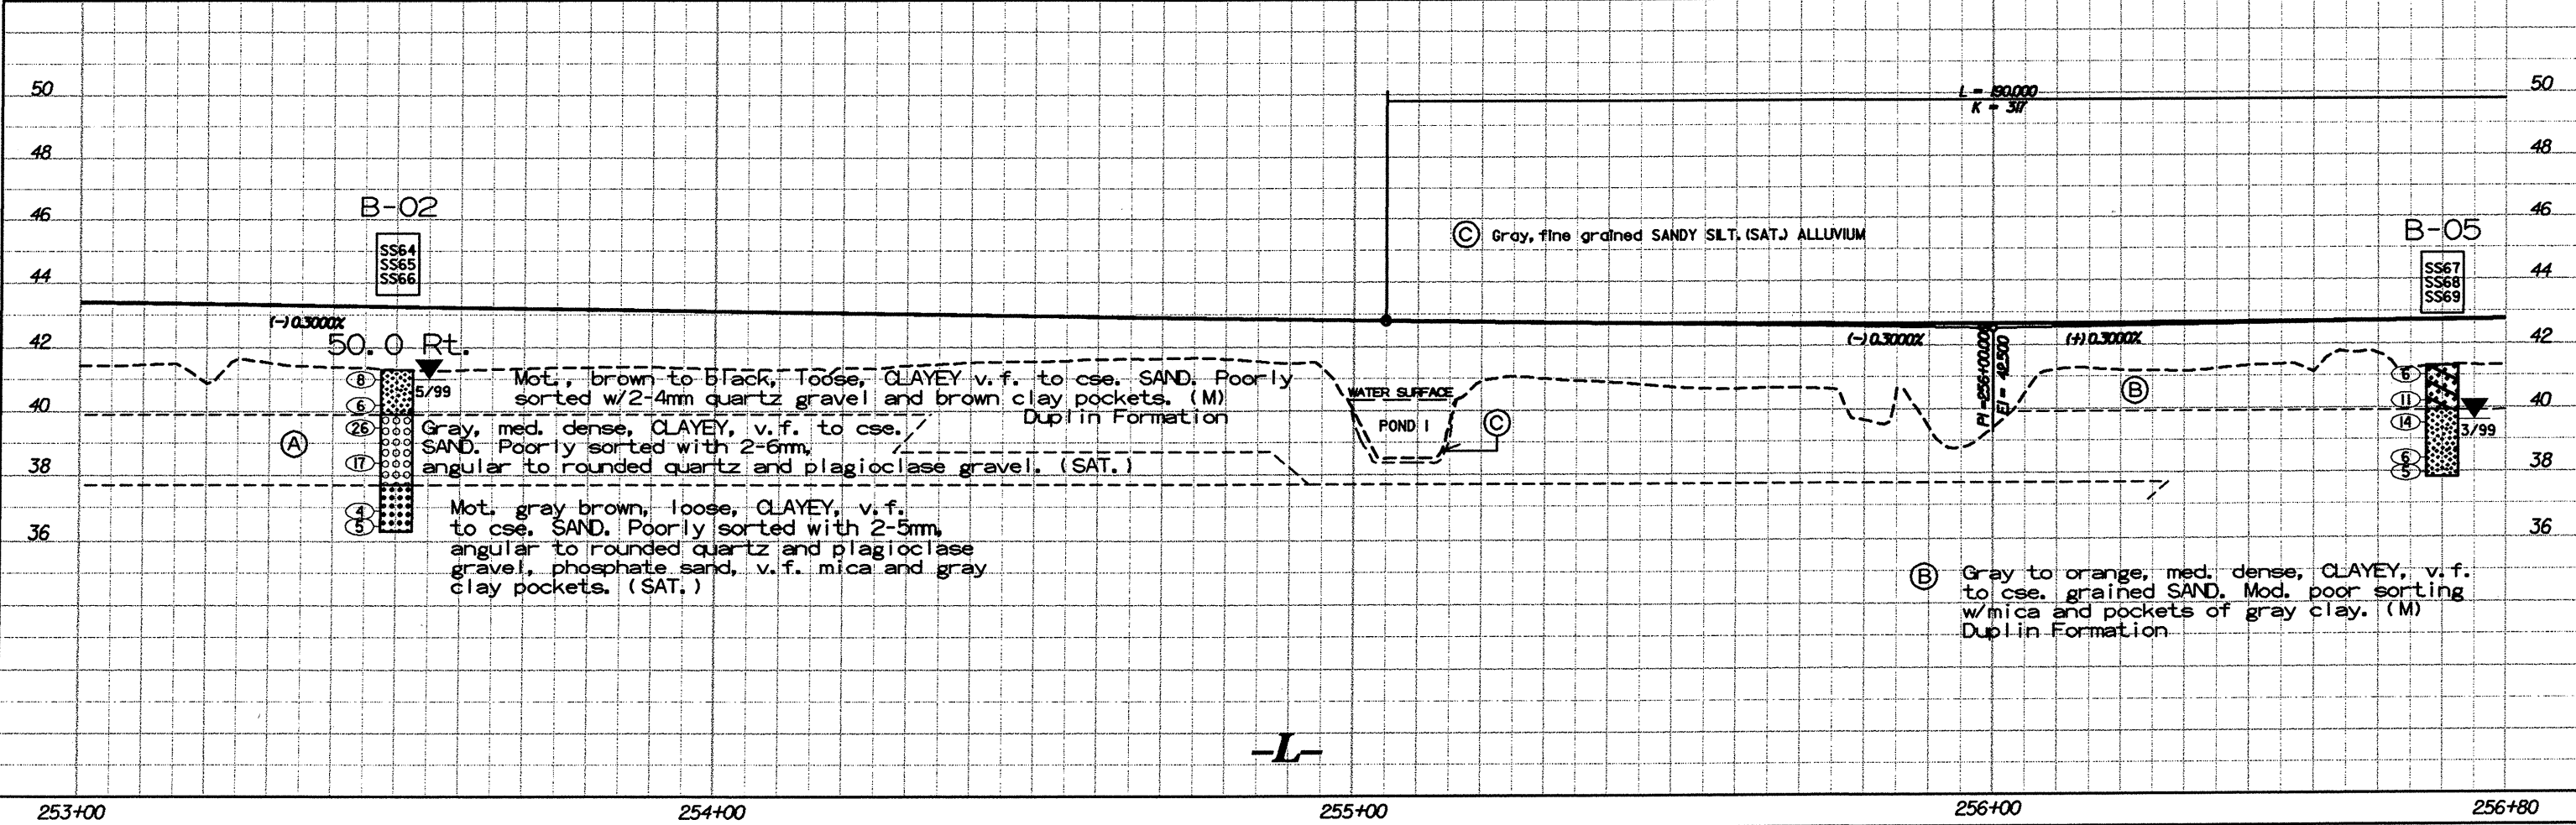 50
50
L = 190.000
K = 317
48
48
B-02
46
46
SS64
SS65
SS66
Ⓒ Gray, fine grained SANDY SILT. (SAT.) ALLUVIUM
B-05
SS67
SS68
SS69
44
44
(-) 0.3000%
50.0 Rt.
42
42
(-) 0.3000%
PI = 256+00.000
El = 42.500
(+) 0.3000%
8
6
26
17
4
5
5/99
Mot., brown to black, loose, CLAYEY v.f. to cse. SAND. Poorly
sorted w/2-4mm quartz gravel and brown clay pockets. (M)
Duplin Formation
WATER SURFACE
POND 1
Ⓒ
Ⓑ
6
11
14
6
5
3/99
40
40
Ⓐ
Gray, med. dense, CLAYEY, v.f. to cse.
SAND. Poorly sorted with 2-6mm,
angular to rounded quartz and plagioclase gravel. (SAT.)
38
38
Mot. gray brown, loose, CLAYEY, v.f.
to cse. SAND. Poorly sorted with 2-5mm,
angular to rounded quartz and plagioclase
gravel, phosphate sand, v.f. mica and gray
clay pockets. (SAT.)
36
36
Ⓑ Gray to orange, med. dense, CLAYEY, v.f.
to cse. grained SAND. Mod. poor sorting
w/mica and pockets of gray clay. (M)
Duplin Formation
-L-
253+00
254+00
255+00
256+00
256+80